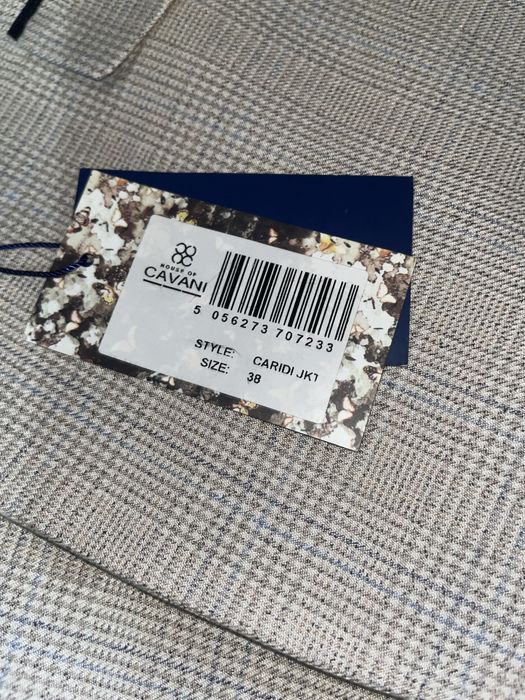 HOUSE OF
CAVANI
5 056273 707233
STYLE: CARIDI JKT
SIZE: 38